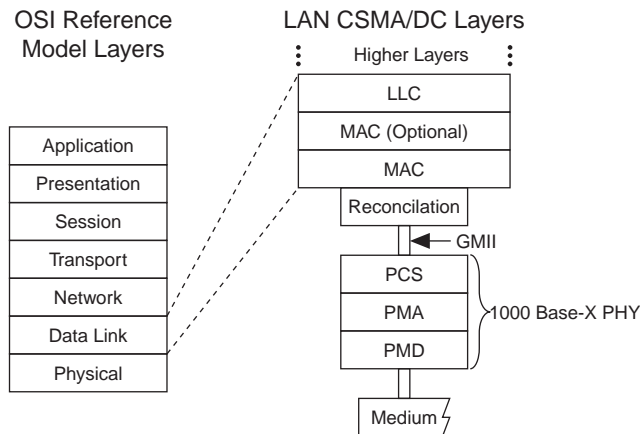 OSI Reference
Model Layers
Application
Presentation
Session
Transport
Network
Data Link
Physical
LAN CSMA/DC Layers
Higher Layers
LLC
MAC (Optional)
MAC
Reconcilation
GMII
PCS
PMA
PMD
1000 Base-X PHY
Medium